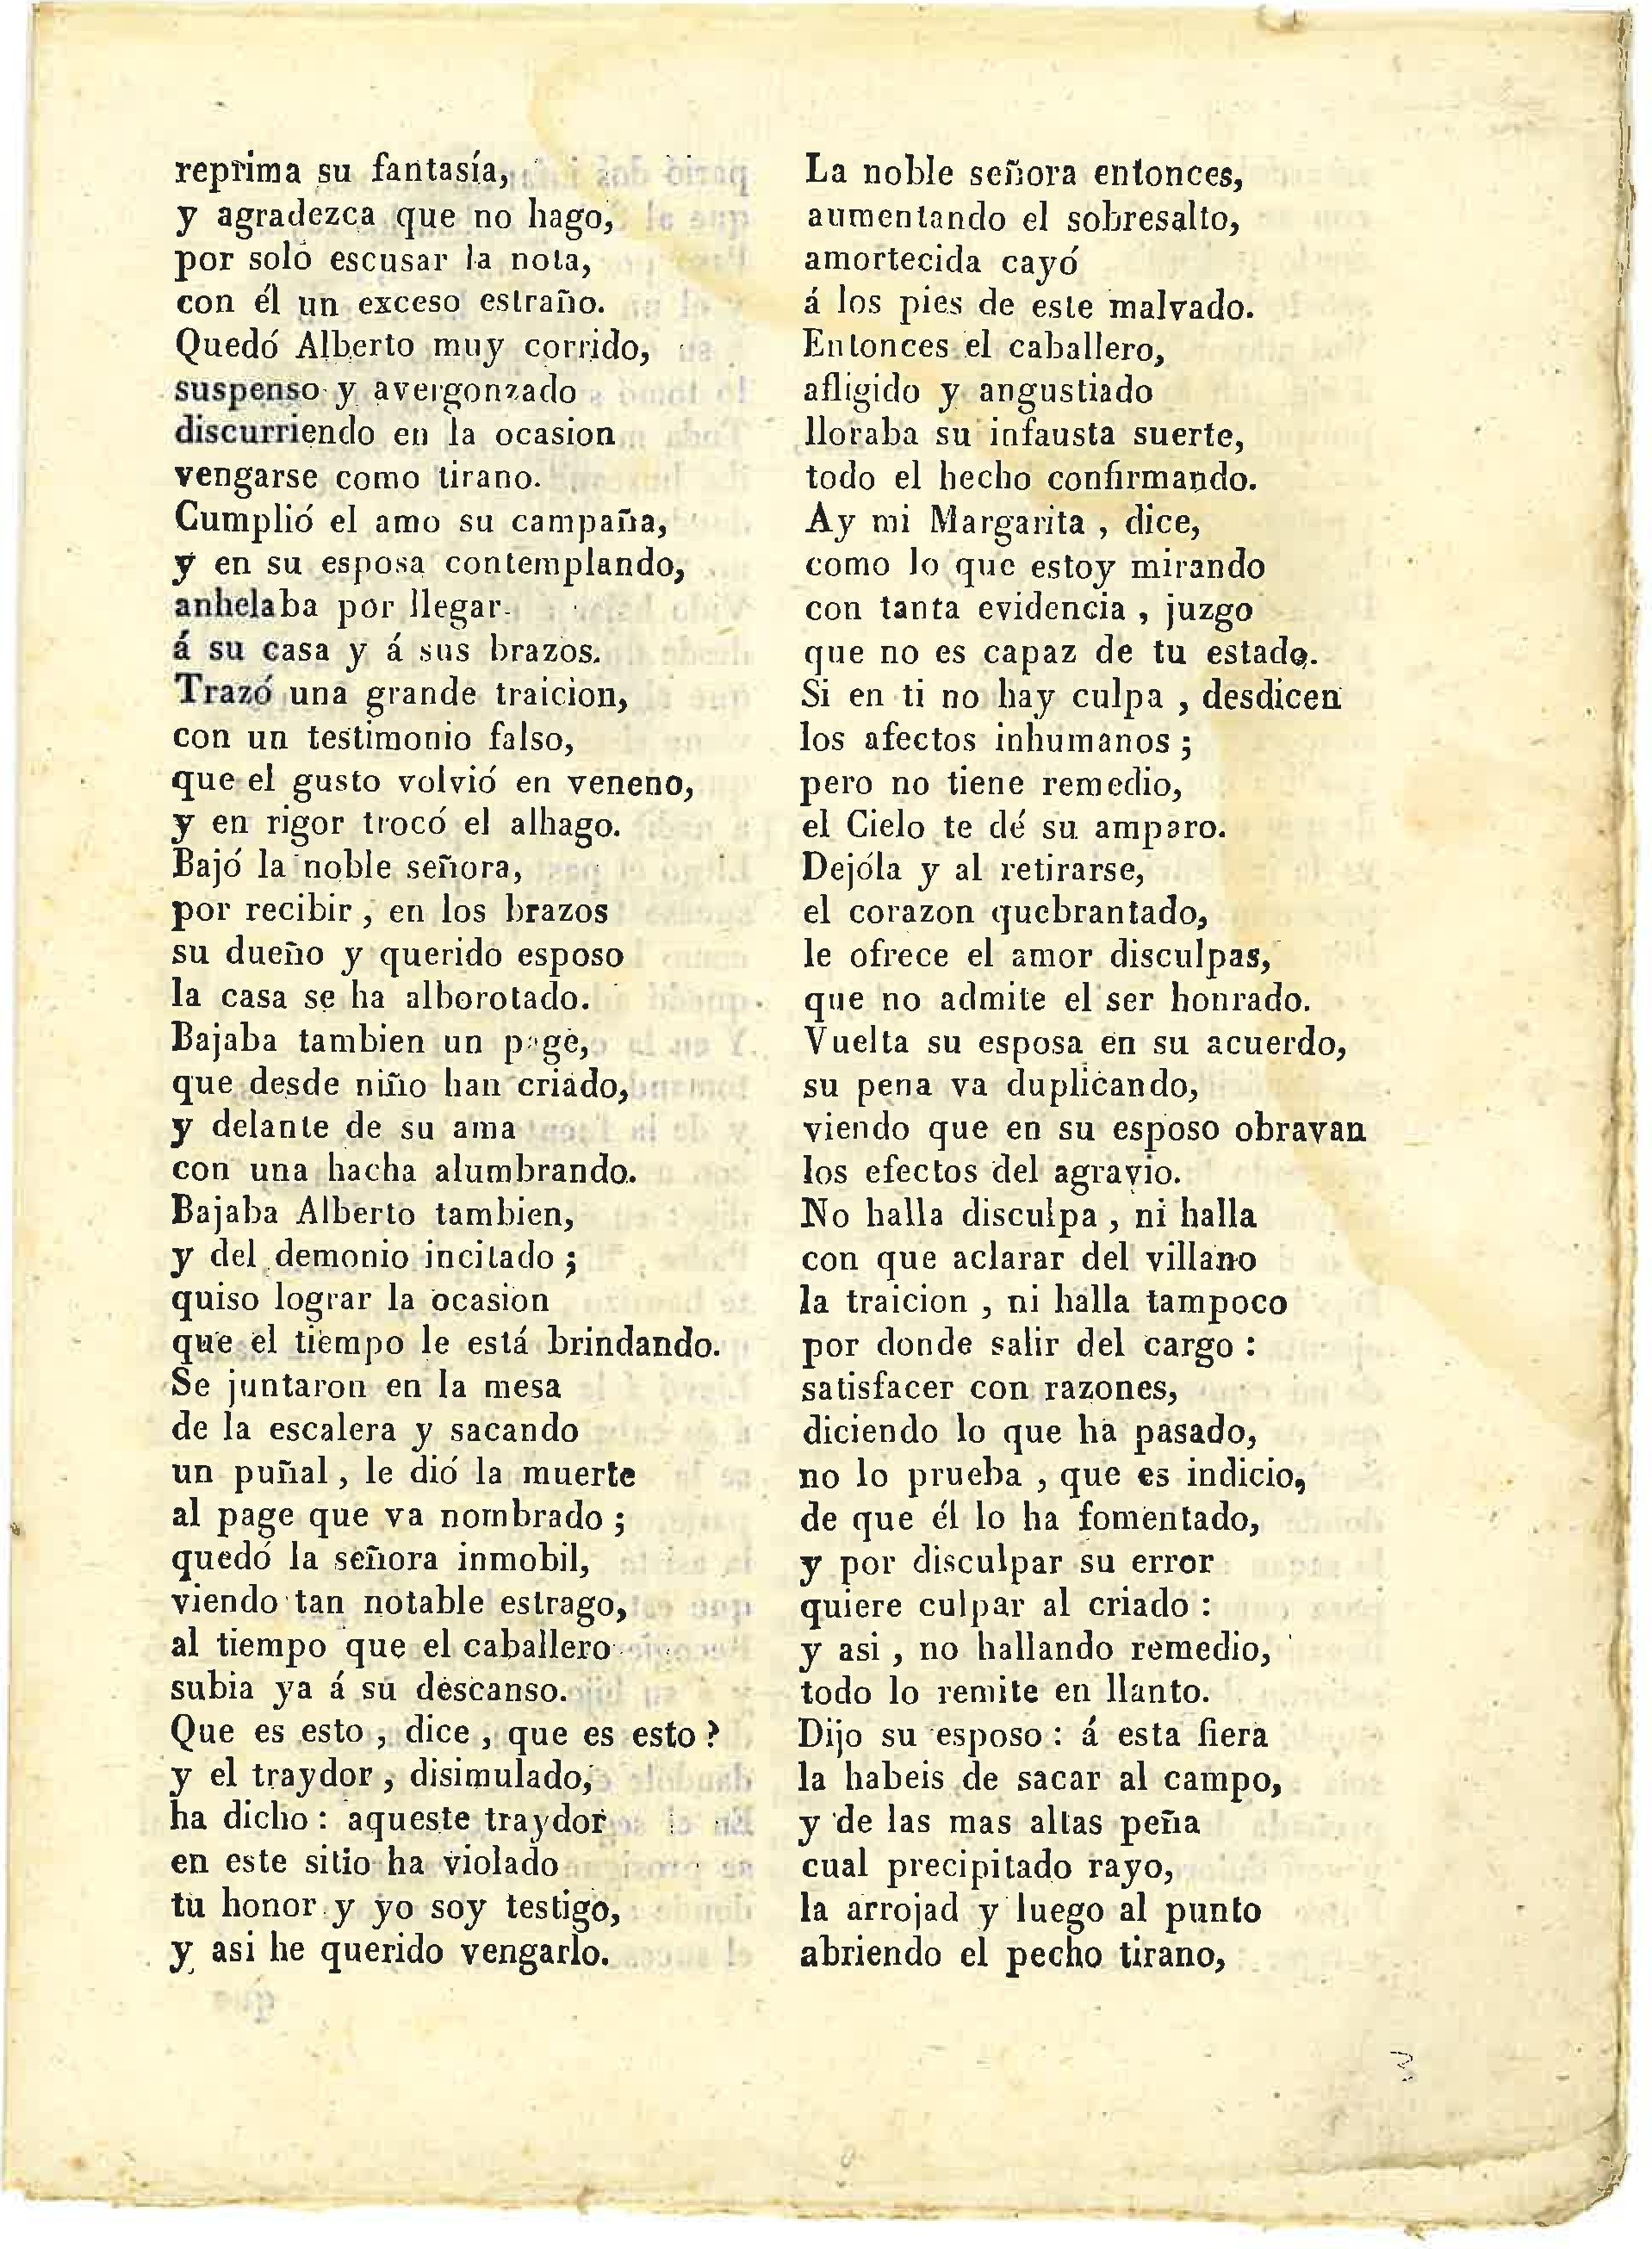 reprima su fantasía,
y agradezca que no hago,
por solo escusar la nota,
con él un exceso estraño.
Quedó Alberto muy corrido,
suspenso y avergonzado
discurriendo en la ocasion
vengarse como tirano.
Cumplió el amo su campaña,
y en su esposa contemplando,
anhelaba por llegar
á su casa y á sus brazos.
Trazó una grande traicion,
con un testimonio falso,
que el gusto volvió en veneno,
y en rigor trocó el alhago.
Bajó la noble señora,
por recibir, en los brazos
su dueño y querido esposo
la casa se ha alborotado.
Bajaba tambien un page,
que desde niño han criado,
y delante de su ama
con una hacha alumbrando.
Bajaba Alberto tambien,
y del demonio incitado ;
quiso lograr la ocasion
que el tiempo le está brindando.
Se juntaron en la mesa
de la escalera y sacando
un puñal, le dió la muerte
al page que va nombrado ;
quedó la señora inmobil,
viendo tan notable estrago,
al tiempo que el caballero
subia ya á su descanso.
Que es esto, dice, que es esto?
y el traydor, disimulado,
ha dicho: aqueste traydor
en este sitio ha violado
tu honor y yo soy testigo,
y asi he querido vengarlo.
La noble señora entonces,
aumentando el sobresalto,
amortecida cayó
á los pies de este malvado.
Entonces el caballero,
afligido y angustiado
lloraba su infausta suerte,
todo el hecho confirmando.
Ay mi Margarita, dice,
como lo que estoy mirando
con tanta evidencia, juzgo
que no es capaz de tu estado.
Si en ti no hay culpa, desdicen
los afectos inhumanos ;
pero no tiene remedio,
el Cielo te dé su amparo.
Dejóla y al retirarse,
el corazon quebrantado,
le ofrece el amor disculpas,
que no admite el ser honrado.
Vuelta su esposa en su acuerdo,
su pena va duplicando,
viendo que en su esposo obravan
los efectos del agravio.
No halla disculpa, ni halla
con que aclarar del villano
la traicion, ni halla tampoco
por donde salir del cargo :
satisfacer con razones,
diciendo lo que ha pasado,
no lo prueba, que es indicio,
de que él lo ha fomentado,
y por disculpar su error
quiere culpar al criado :
y asi, no hallando remedio,
todo lo remite en llanto.
Dijo su esposo: á esta fiera
la habeis de sacar al campo,
y de las mas altas peña
cual precipitado rayo,
la arrojad y luego al punto
abriendo el pecho tirano,